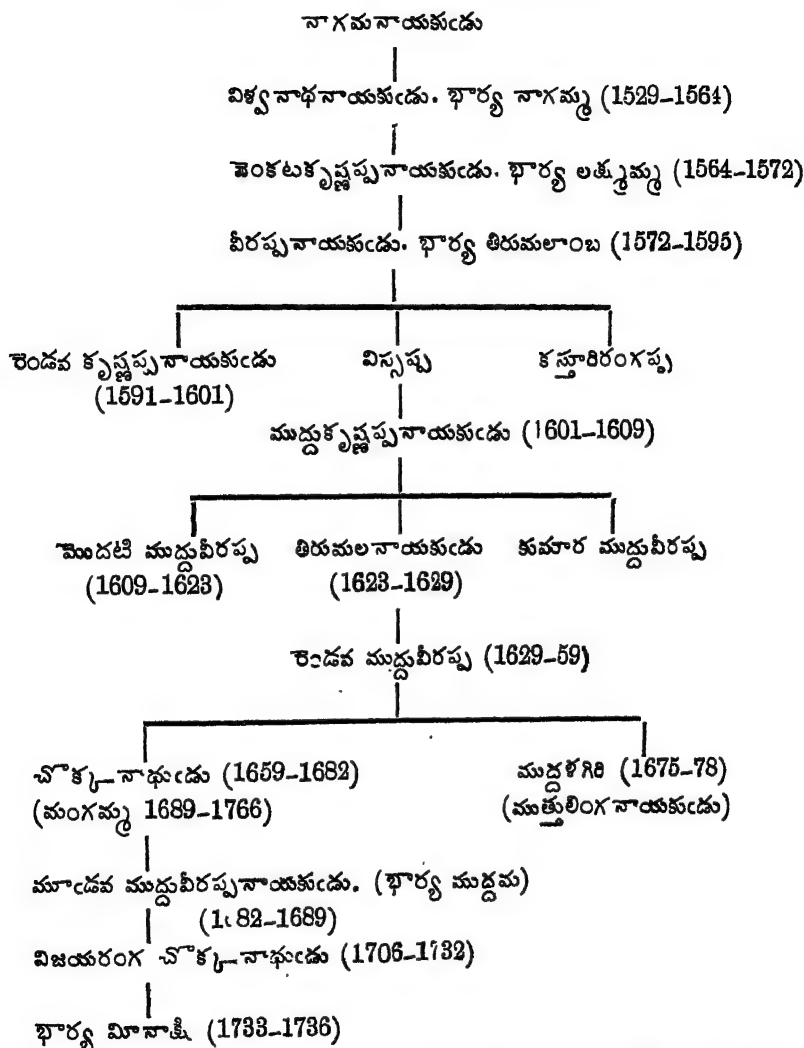 నాగమనాయకుఁడు
విశ్వనాథనాయకుఁడు. భార్య నాగమ్మ (1529–1564)
వెంకటకృష్ణప్పనాయకుఁడు. భార్య లక్ష్మమ్మ (1564–1572)
వీరప్పనాయకుఁడు. భార్య తిరుమలాంబ (1572–1595)
రెండవ కృష్ణప్పనాయకుఁడు విస్సప్ప కస్తూరిరంగప్ప
(1591–1601)
ముద్దుకృష్ణప్పనాయకుఁడు (1601–1609)
మొదటి ముద్దువీరప్ప తిరుమలనాయకుఁడు కుమార ముద్దువీరప్ప
(1609–1623) (1623–1629)
రెండవ ముద్దువీరప్ప (1629–59)
చొక్కనాథుఁడు (1659–1682) ముద్దళగిరి (1675–78)
(మంగమ్మ 1689–1766) (ముత్తులింగనాయకుఁడు)
మూఁడవ ముద్దువీరప్పనాయకుఁడు. (భార్య ముద్దమ)
(1682–1689)
విజయరంగ చొక్కనాథుఁడు (1706–1732)
భార్య మీనాక్షి (1733–1736)